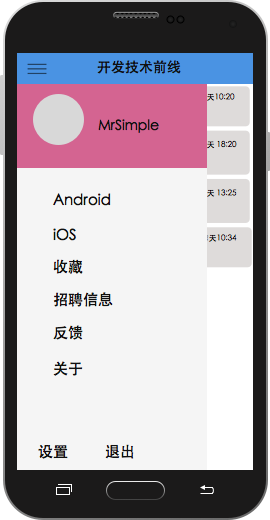 开发技术前线
MrSimple
天10:20
天 18:20
天 13:25
天10:34
Android
iOS
收藏
招聘信息
反馈
关于
设置 退出